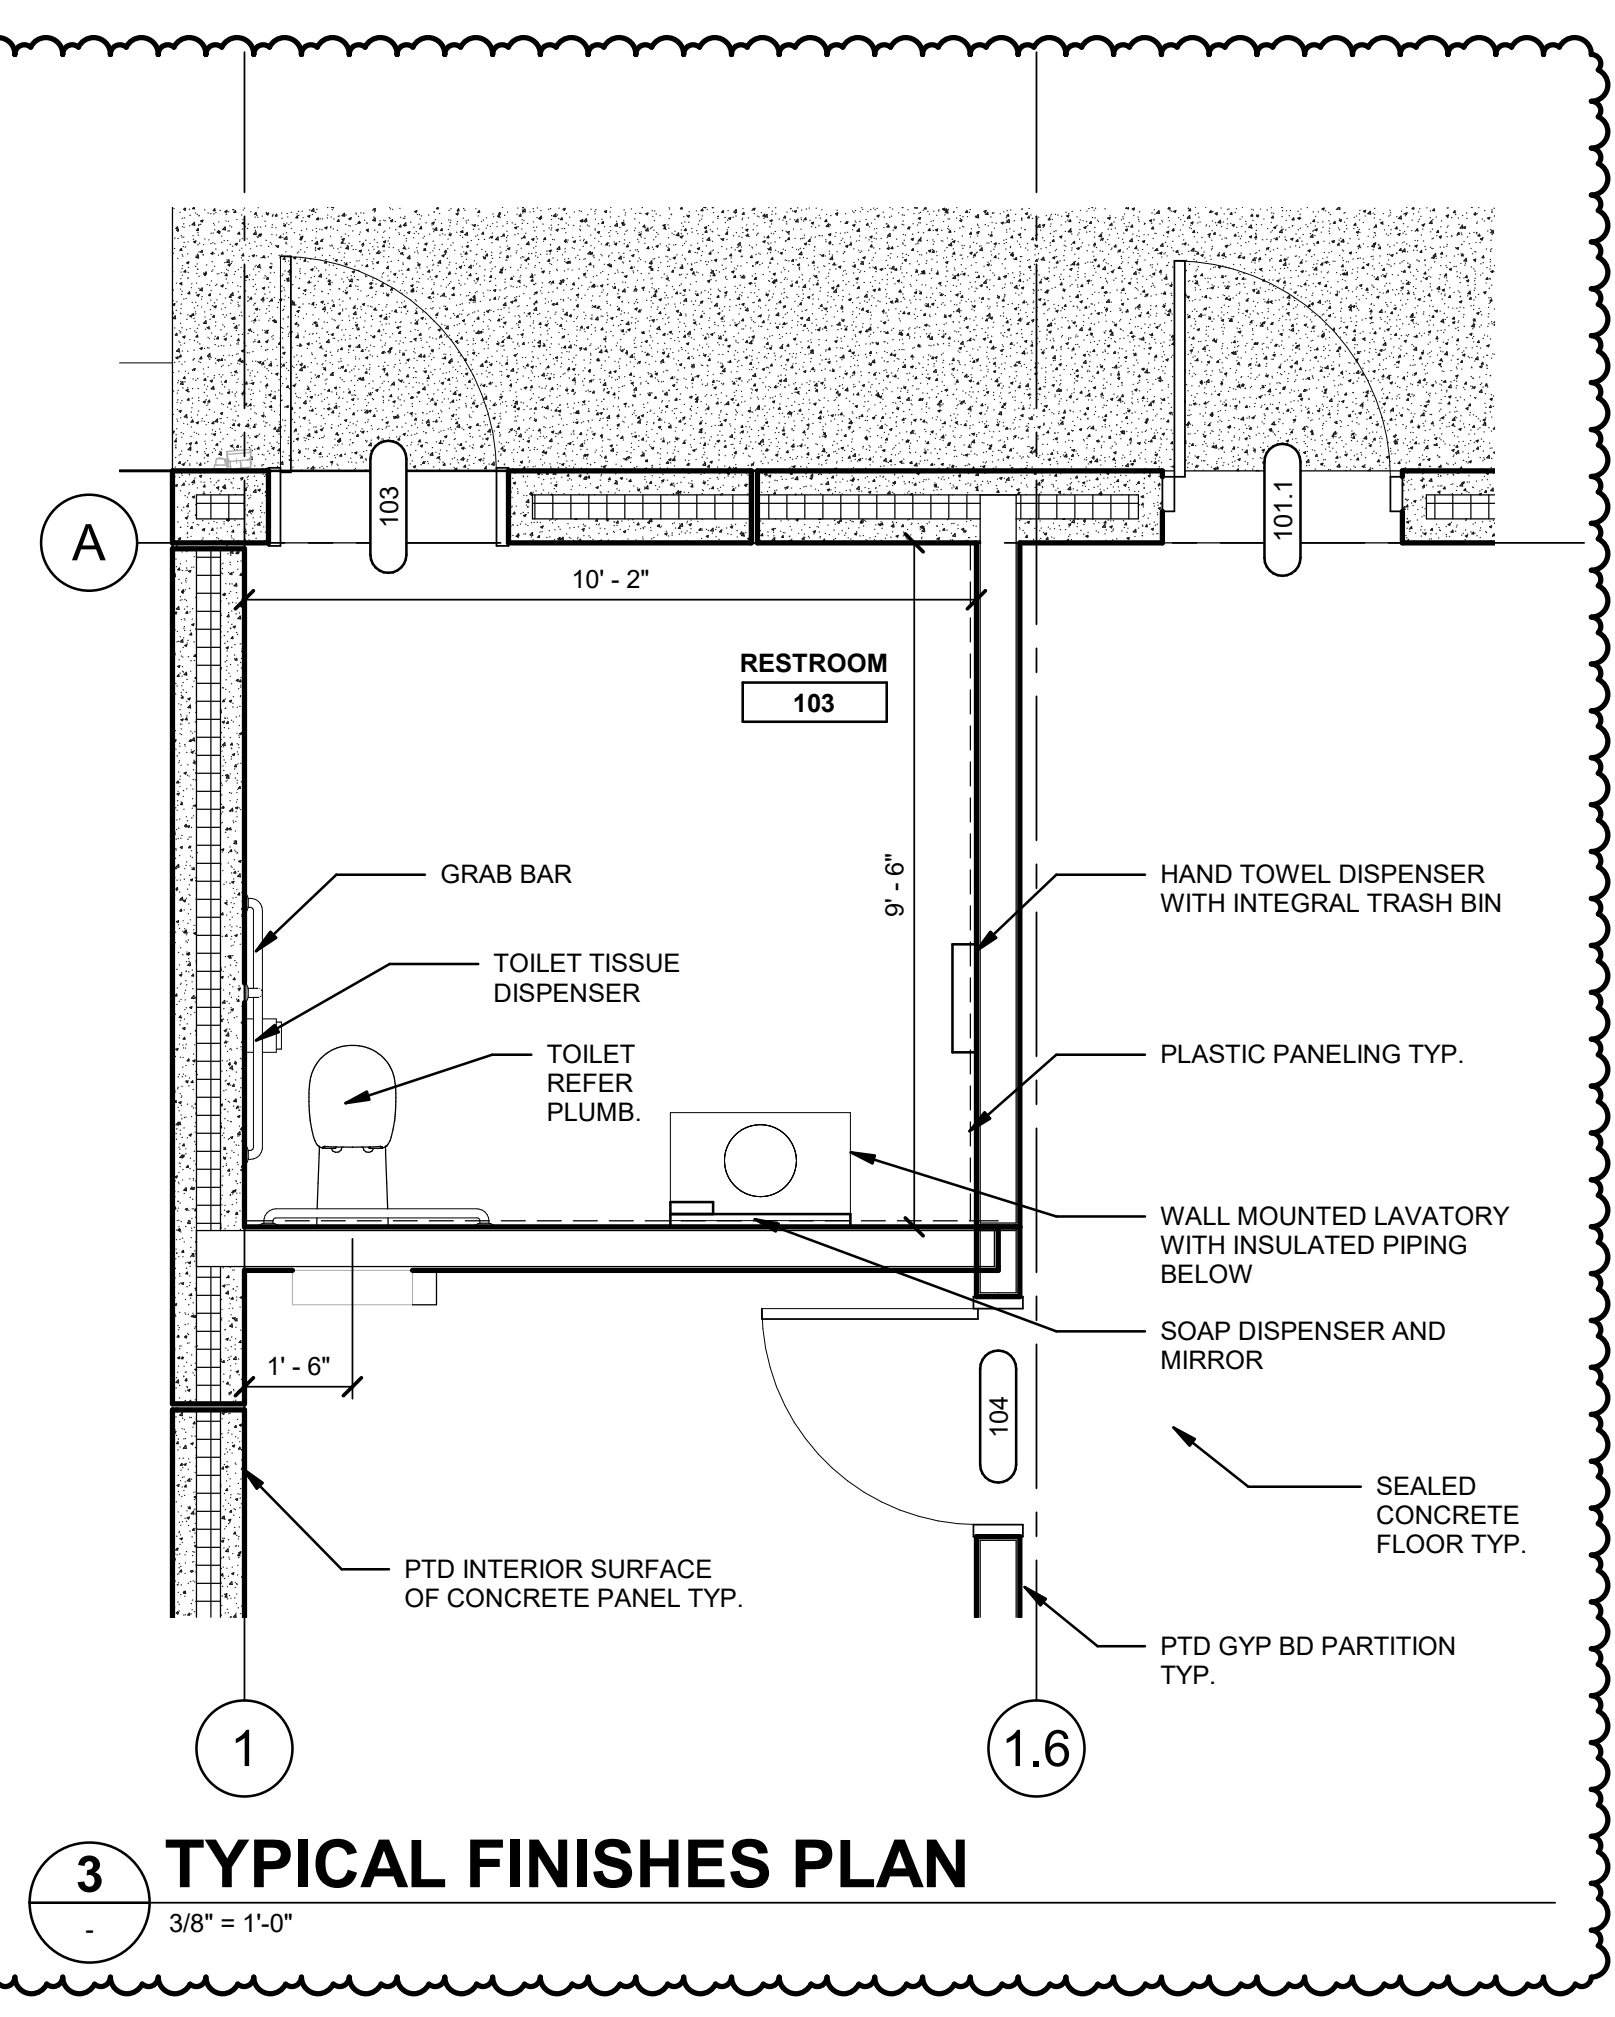 103
101.1
A
10' - 2"
RESTROOM
103
9' - 6"
GRAB BAR
HAND TOWEL DISPENSER
WITH INTEGRAL TRASH BIN
TOILET TISSUE
DISPENSER
TOILET
REFER
PLUMB.
PLASTIC PANELING TYP.
WALL MOUNTED LAVATORY
WITH INSULATED PIPING
BELOW
SOAP DISPENSER AND
MIRROR
1' - 6"
104
SEALED
CONCRETE
FLOOR TYP.
PTD INTERIOR SURFACE
OF CONCRETE PANEL TYP.
PTD GYP BD PARTITION
TYP.
1
1.6
3
-
TYPICAL FINISHES PLAN
3/8" = 1'-0"